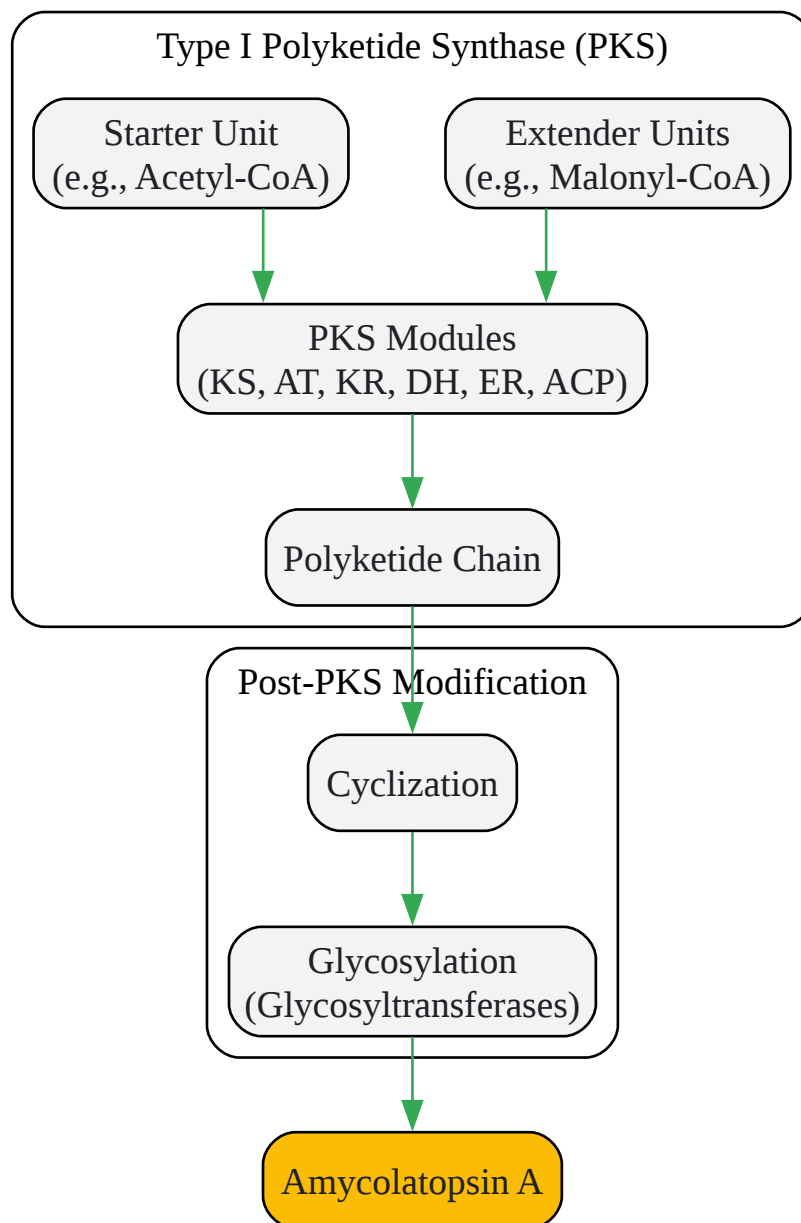 Type I Polyketide Synthase (PKS)
Starter Unit
(e.g., Acetyl-CoA)
Extender Units
(e.g., Malonyl-CoA)
PKS Modules
(KS, AT, KR, DH, ER, ACP)
Polyketide Chain
Post-PKS Modification
Cyclization
Glycosylation
(Glycosyltransferases)
Amycolatopsin A